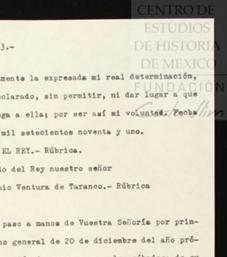 CENTRO DE
ESTUDIOS
DE HISTORIA
DE MEXICO
FUNDACIÓN
3.-
mente la expresada mi real determinación,
clarado, sin permitir, ni dar lugar a que
ga a ella; por ser así mi voluntad. Fecha
mil setecientos noventa y uno.
EL REY.- Rúbrica.
o del Rey nuestro señor
nio Ventura de Taranco.- Rúbrica
paso a manos de Vuestra Señoría por prin-
no general de 20 de diciembre del año pró-